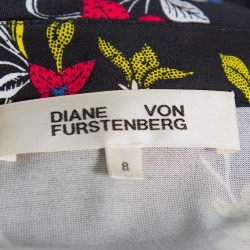 DIANE VON
FURSTENBERG
8